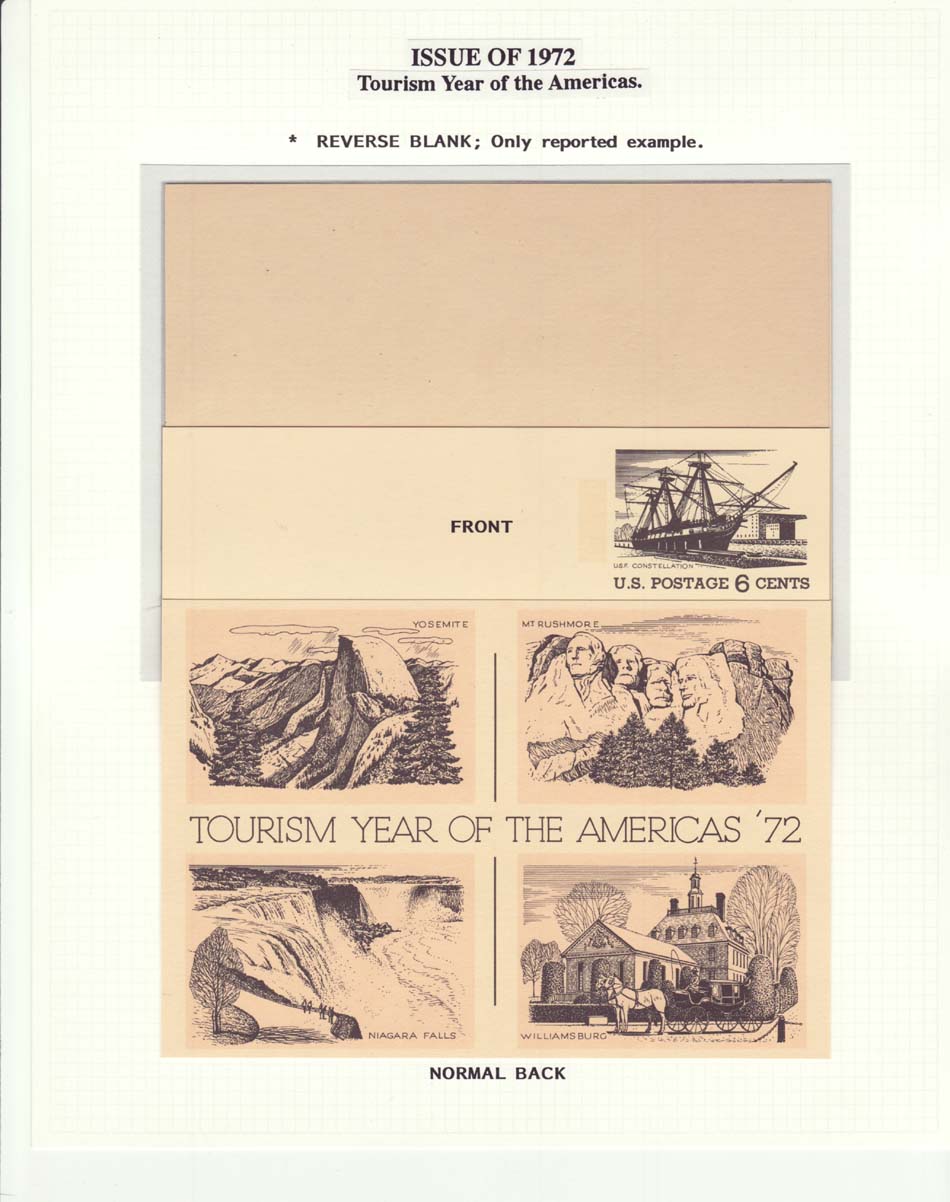 ISSUE OF 1972
Tourism Year of the Americas.
* REVERSE BLANK; Only reported example.
FRONT
U.S.F. CONSTELLATION
U.S. POSTAGE 6 CENTS
YOSEMITE
MT RUSHMORE
TOURISM YEAR OF THE AMERICAS '72
NIAGARA FALLS
WILLIAMSBURG
NORMAL BACK